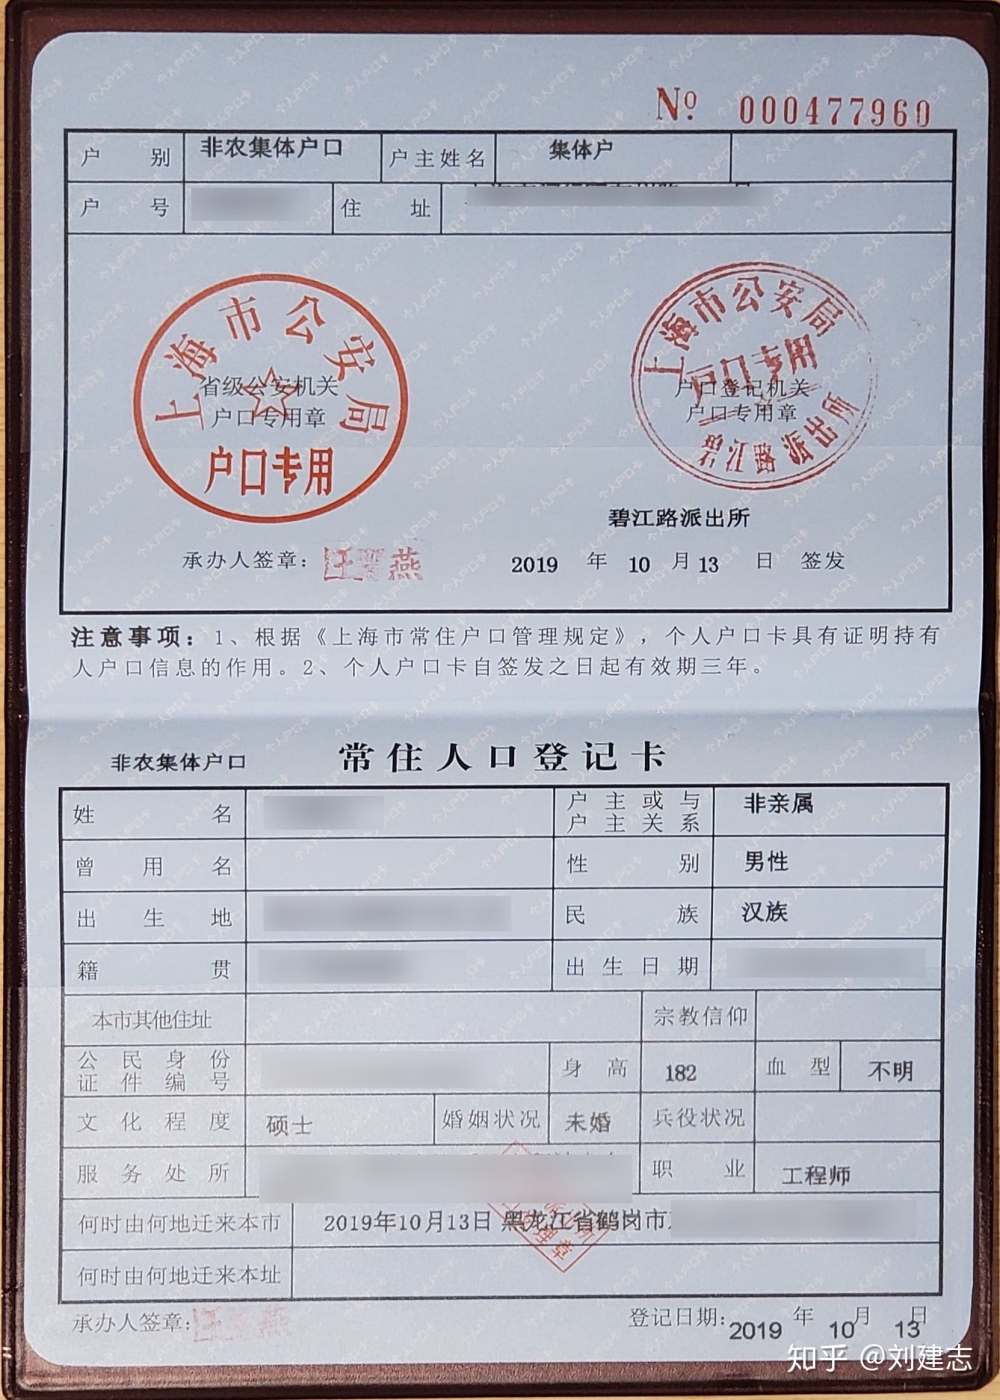 Nº 000477960
户别 非农集体户口 户主姓名 集体户
户号 住址
上海市公安局
户口专用
省级公安机关
户口专用章
上海市公安局
户口专用
碧江路派出所
户口登记机关
户口专用章
碧江路派出所
承办人签章： 2019 年 10 月 13 日 签发
注意事项：1、根据《上海市常住户口管理规定》，个人户口卡具有证明持有
人户口信息的作用。2、个人户口卡自签发之日起有效期三年。
非农集体户口 常住人口登记卡
姓名 户主或与户主关系 非亲属
曾用名 性别 男性
出生地 民族 汉族
籍贯 出生日期
本市其他住址 宗教信仰
公民身份证件编号 身高 182 血型 不明
文化程度 硕士 婚姻状况 未婚 兵役状况
服务处所 职业 工程师
何时由何地迁来本市 2019年10月13日 黑龙江省鹤岗市
何时由何地迁来本址
承办人签章： 登记日期：2019 年 10 月 13 日
知乎 @刘建志